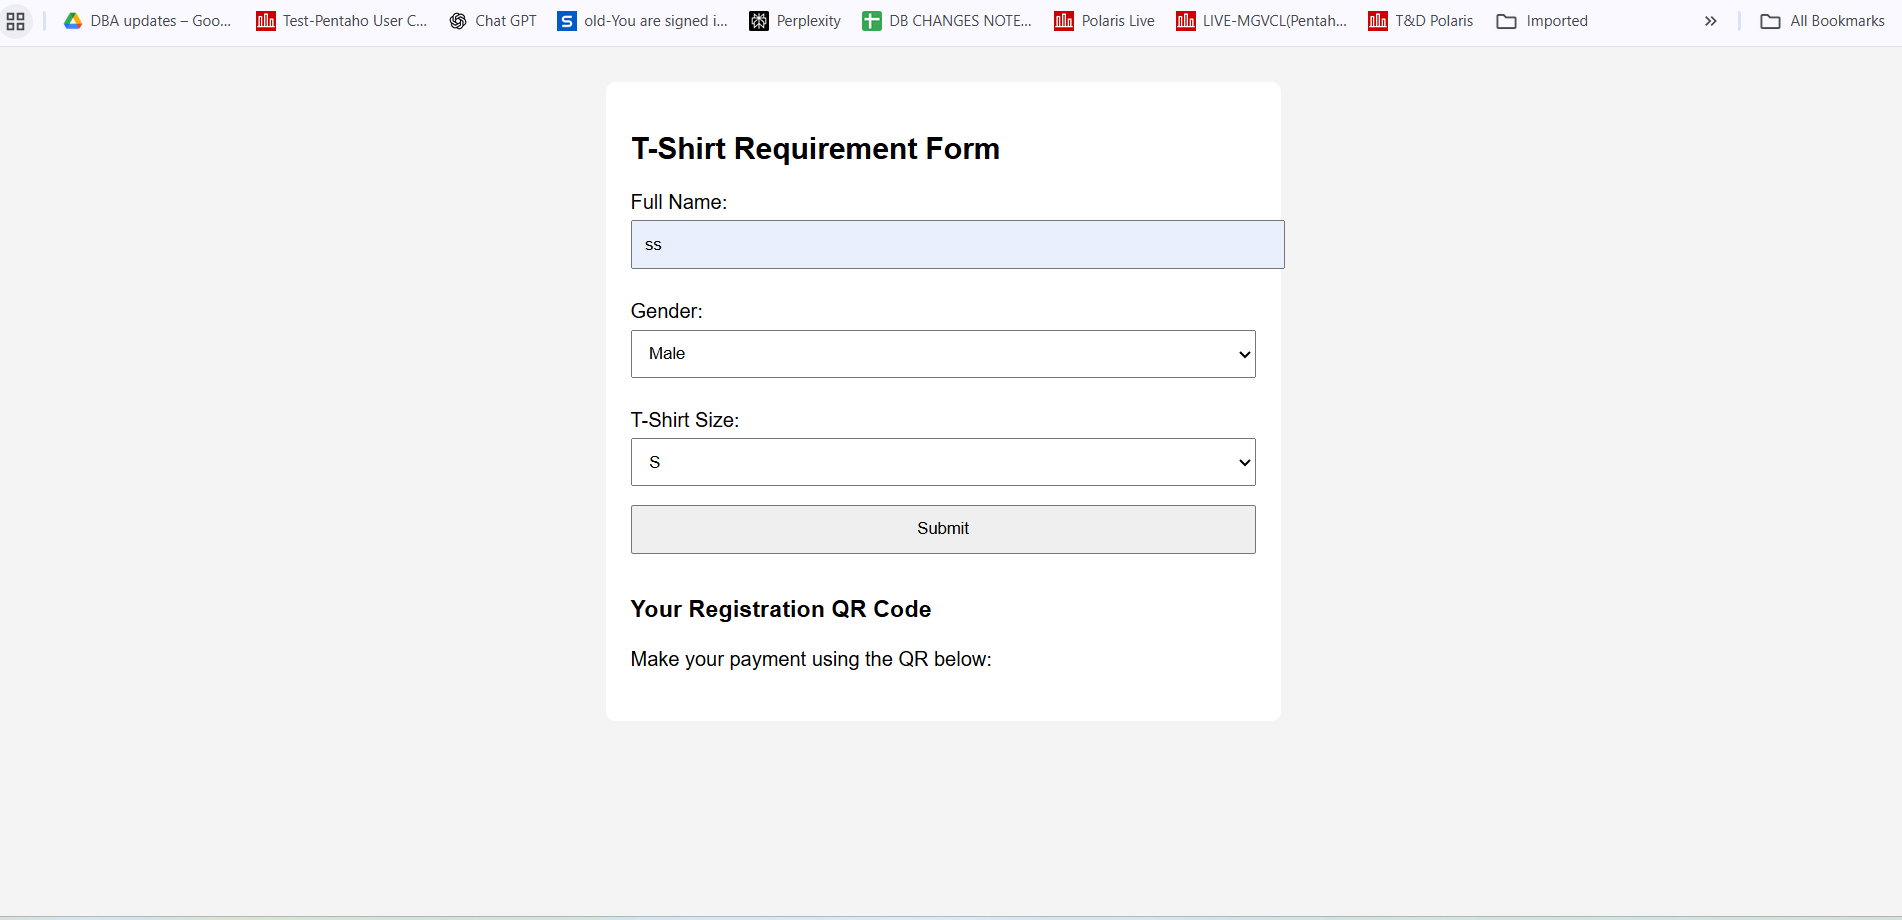 DBA updates – Goo... Test-Pentaho User C... Chat GPT S old-You are signed i... Perplexity DB CHANGES NOTE... Polaris Live LIVE-MGVCL(Pentah... T&D Polaris Imported » All Bookmarks
T-Shirt Requirement Form
Full Name:
ss
Gender:
Male
T-Shirt Size:
S
Submit
Your Registration QR Code
Make your payment using the QR below: